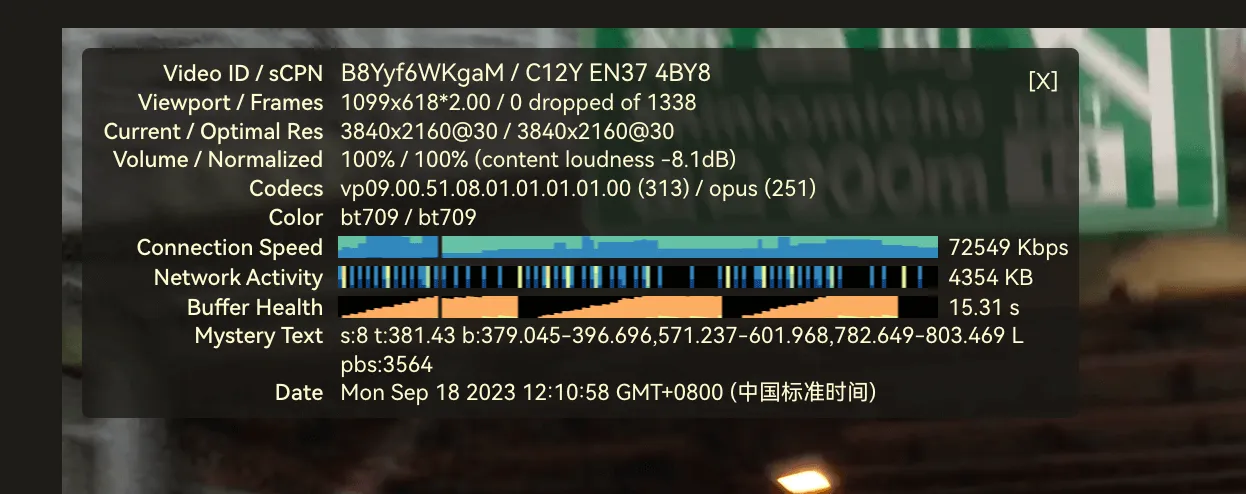 Video ID / sCPN B8Yyf6WKgaM / C12Y EN37 4BY8
[X]
Viewport / Frames 1099x618*2.00 / 0 dropped of 1338
Current / Optimal Res 3840x2160@30 / 3840x2160@30
Volume / Normalized 100% / 100% (content loudness -8.1dB)
Codecs vp09.00.51.08.01.01.01.01.00 (313) / opus (251)
Color bt709 / bt709
Connection Speed 72549 Kbps
Network Activity 4354 KB
Buffer Health 15.31 s
Mystery Text s:8 t:381.43 b:379.045-396.696,571.237-601.968,782.649-803.469 L
pbs:3564
Date Mon Sep 18 2023 12:10:58 GMT+0800 (中国标准时间)